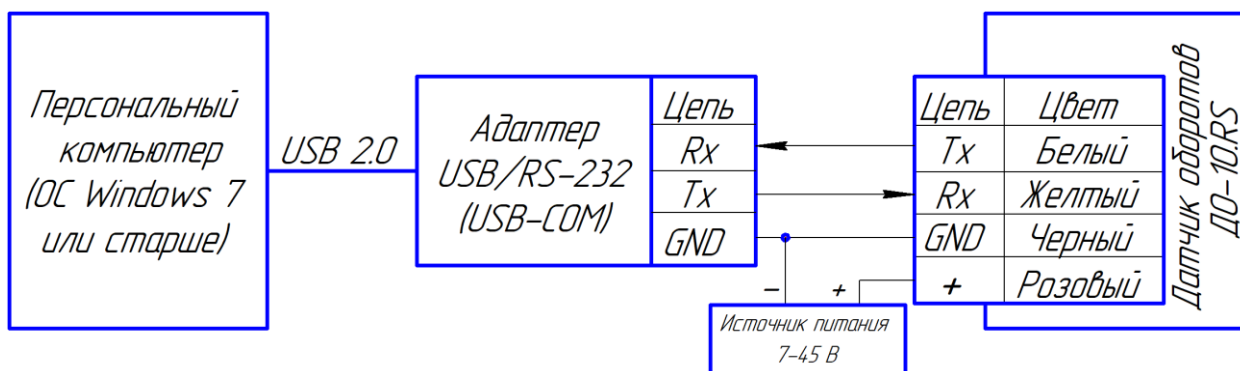 Персональный
компьютер
(ОС Windows 7
или старше)
USB 2.0
Адаптер
USB/RS-232
(USB-COM)
Цепь
Rx
Tx
GND
Цепь Цвет
Tx Белый
Rx Желтый
GND Черный
+ Розовый
Датчик оборотов
ДО-10.RS
- +
Источник питания
7-45 В